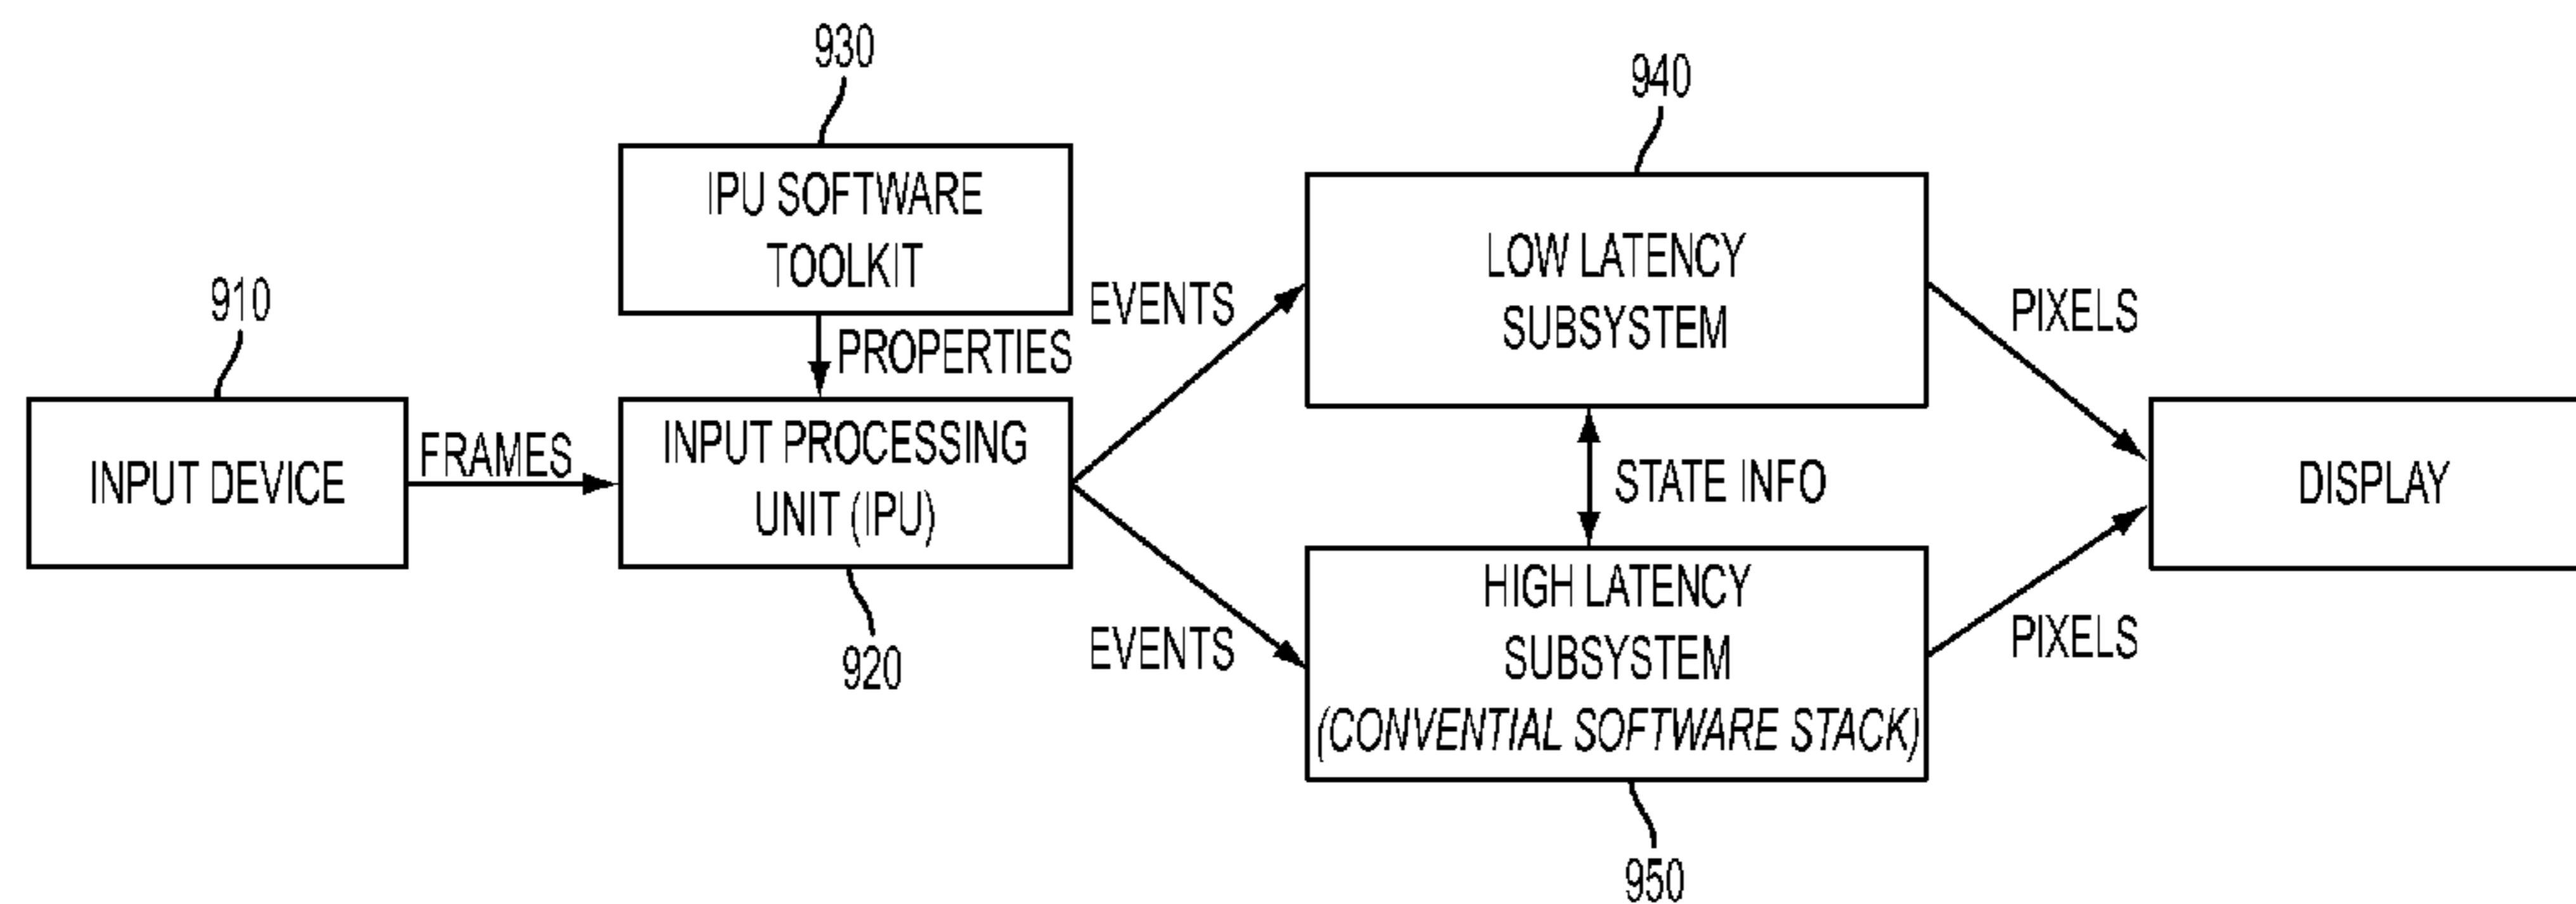 930
940
IPU SOFTWARE
TOOLKIT
910
EVENTS
LOW LATENCY
SUBSYSTEM
PIXELS
PROPERTIES
INPUT DEVICE
FRAMES
INPUT PROCESSING
UNIT (IPU)
STATE INFO
DISPLAY
920
EVENTS
HIGH LATENCY
SUBSYSTEM
(CONVENTIAL SOFTWARE STACK)
PIXELS
950